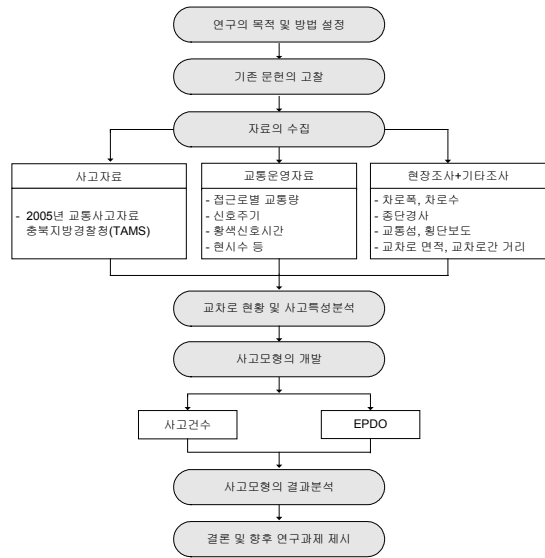 연구의 목적 및 방법 설정
기존 문헌의 고찰
자료의 수집
사고자료
- 2005년 교통사고자료
충북지방경찰청(TAMS)
교통운영자료
- 접근로별 교통량
- 신호주기
- 황색신호시간
- 현시수 등
현장조사+기타조사
- 차로폭, 차로수
- 종단경사
- 교통섬, 횡단보도
- 교차로 면적, 교차로간 거리
교차로 현황 및 사고특성분석
사고모형의 개발
사고건수
EPDO
사고모형의 결과분석
결론 및 향후 연구과제 제시